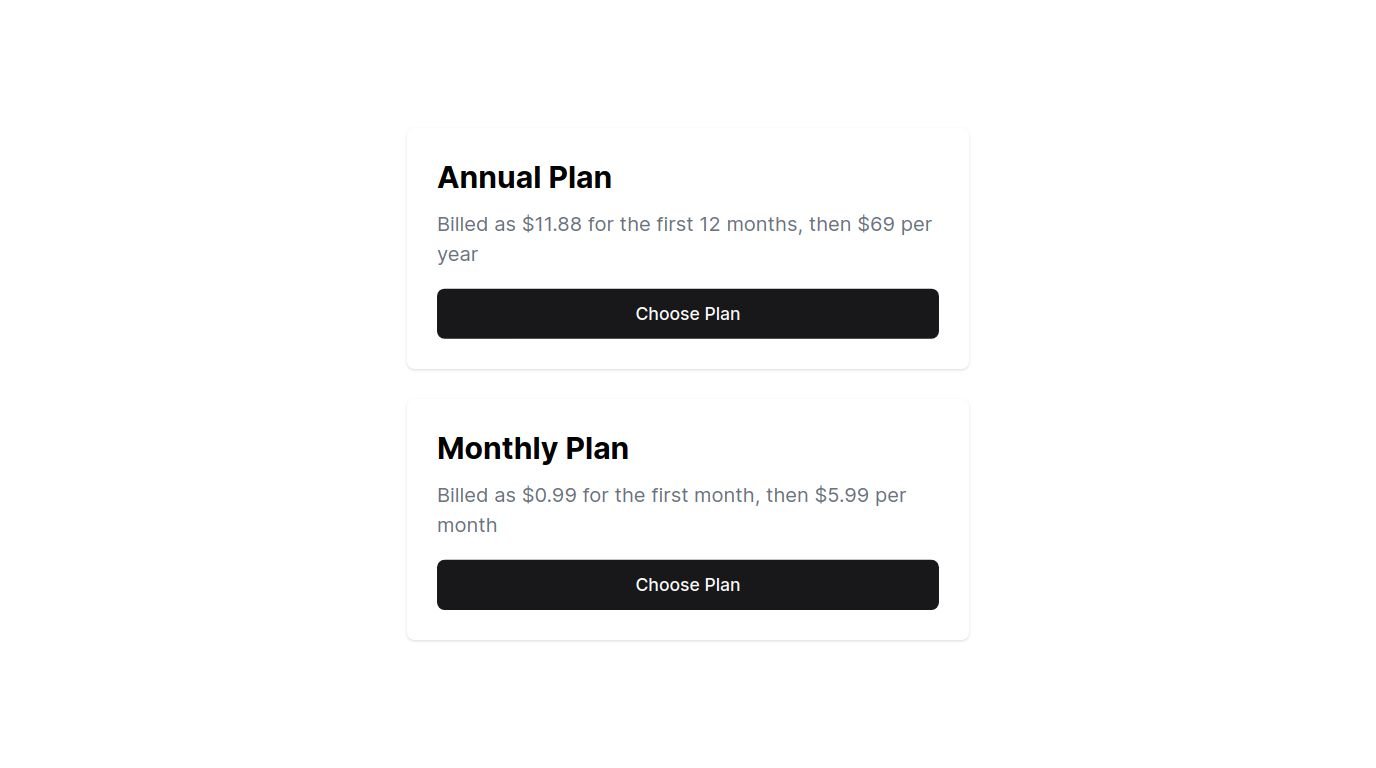 Annual Plan
Billed as $11.88 for the first 12 months, then $69 per
year
Choose Plan
Monthly Plan
Billed as $0.99 for the first month, then $5.99 per
month
Choose Plan